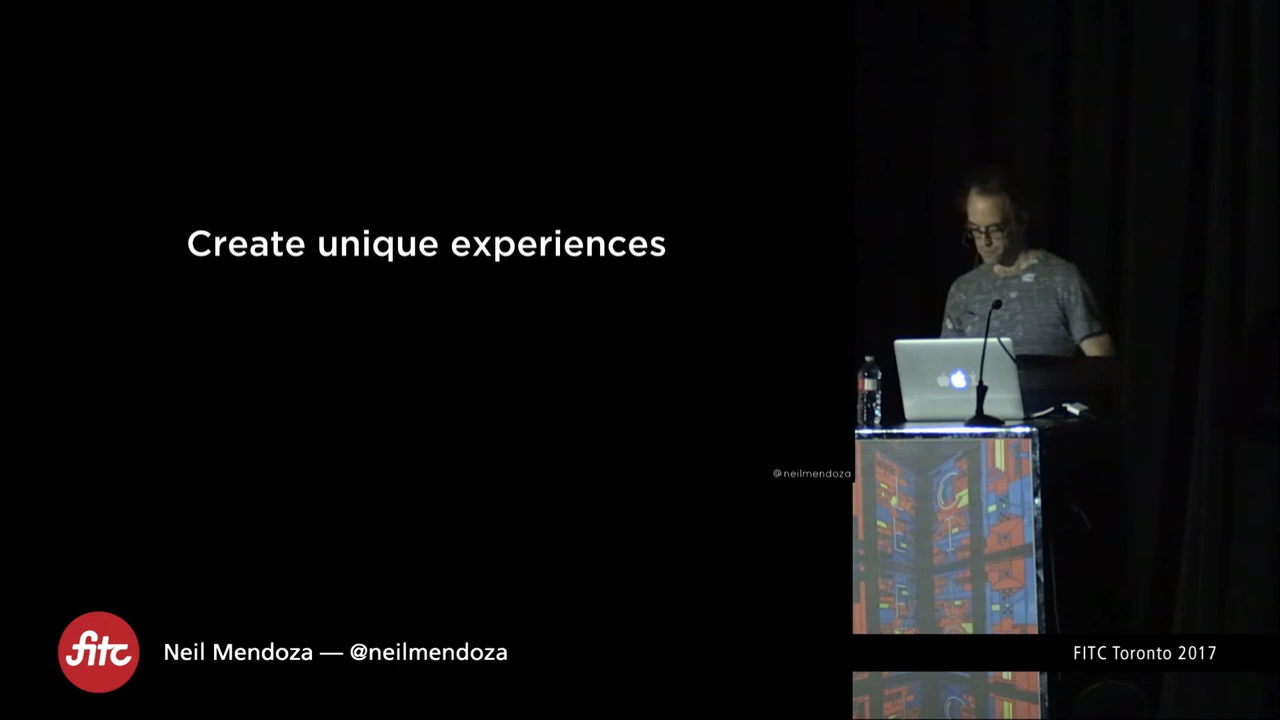 Create unique experiences
@neilmendoza
fitc
Neil Mendoza — @neilmendoza
FITC Toronto 2017